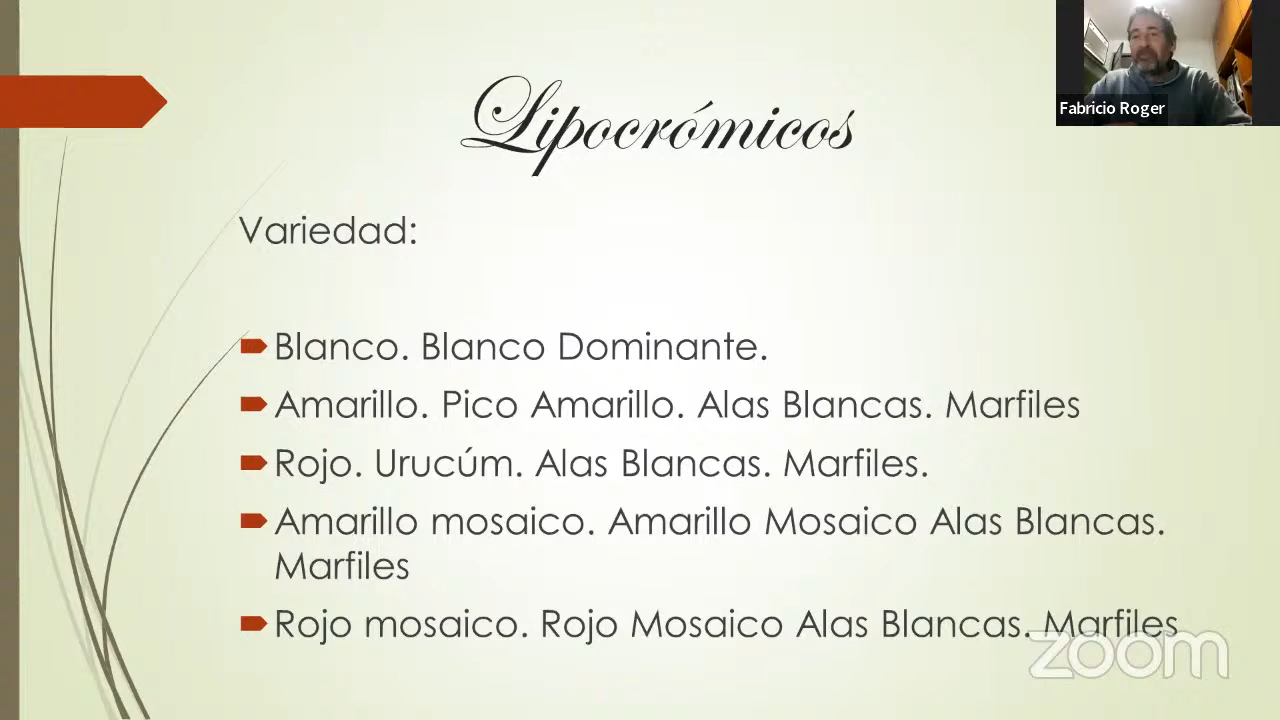 Fabricio Roger
Lipocrómicos
Variedad:
Blanco. Blanco Dominante.
Amarillo. Pico Amarillo. Alas Blancas. Marfiles
Rojo. Urucúm. Alas Blancas. Marfiles.
Amarillo mosaico. Amarillo Mosaico Alas Blancas.
Marfiles
Rojo mosaico. Rojo Mosaico Alas Blancas. Marfiles
zoom